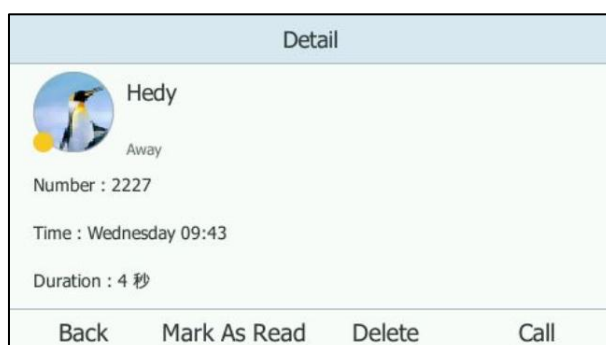 Detail
Hedy
Away
Number : 2227
Time : Wednesday 09:43
Duration : 4 秒
Back Mark As Read Delete Call